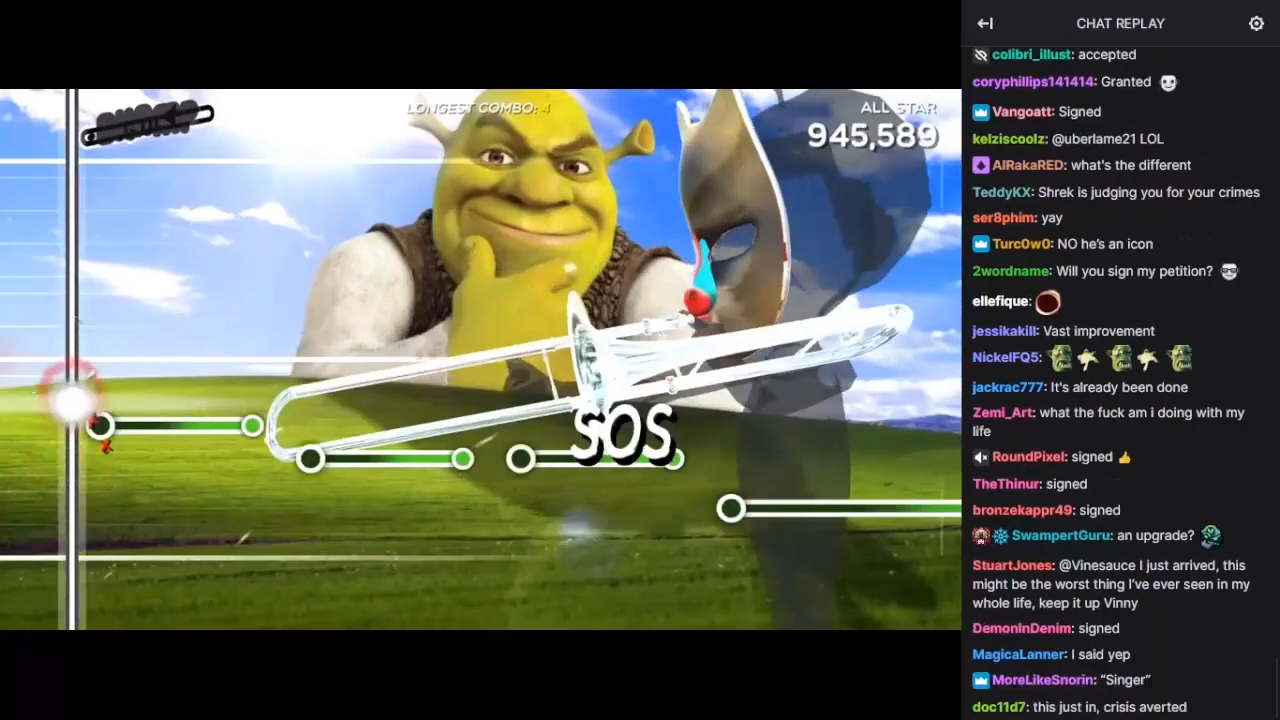 LONGEST COMBO: 4
ALL STAR
945,589
SOS
CHAT REPLAY
colibri_illust: accepted
coryphillips141414: Granted
Vangoatt: Signed
kelziscoolz: @uberlame21 LOL
AlRakaRED: what's the different
TeddyKX: Shrek is judging you for your crimes
ser8phim: yay
Turc0w0: NO he's an icon
2wordname: Will you sign my petition?
ellefique:
jessikakill: Vast improvement
NickelFQ5:
jackrac777: It's already been done
Zemi_Art: what the fuck am i doing with my
life
RoundPixel: signed
TheThinur: signed
bronzekappr49: signed
SwampertGuru: an upgrade?
StuartJones: @Vinesauce I just arrived, this
might be the worst thing I've ever seen in my
whole life, keep it up Vinny
DemonInDenim: signed
MagicaLanner: I said yep
MoreLikeSnorin: “Singer”
doc11d7: this just in, crisis averted